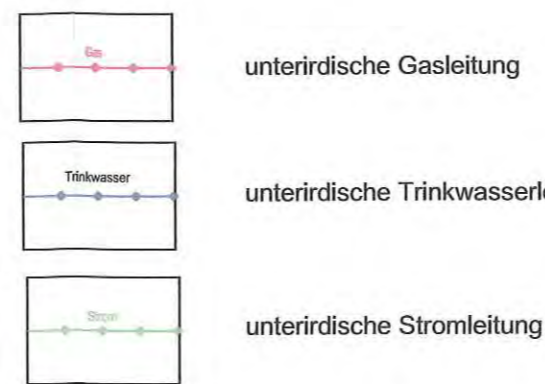 Gas
unterirdische Gasleitung
Trinkwasser
unterirdische Trinkwasserle
Strom
unterirdische Stromleitung